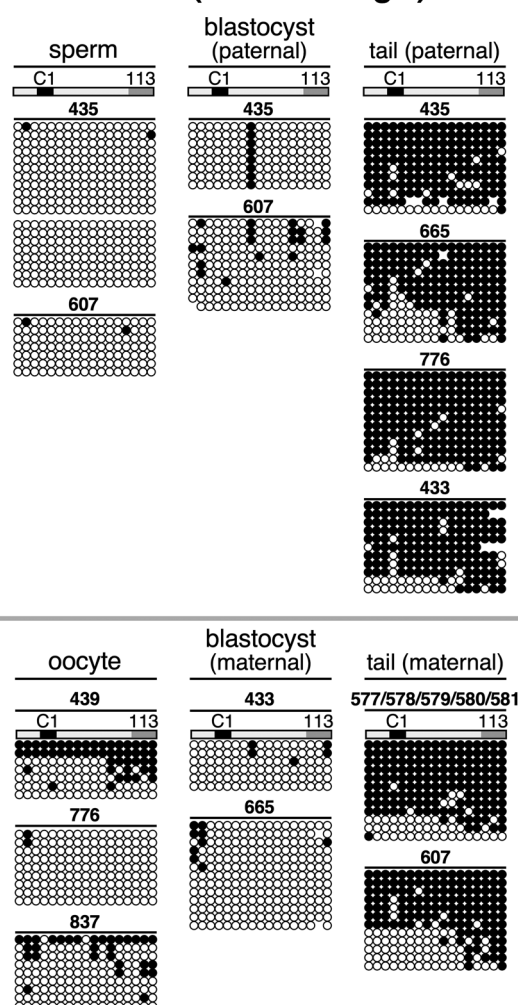 sperm
C1 113
435
607
blastocyst
(paternal)
435
607
tail (paternal)
C1 113
435
665
776
433
oocyte
439
C1 113
776
837
blastocyst
(maternal)
433
C1 113
665
tail (maternal)
577/578/579/580/581
C1 113
607